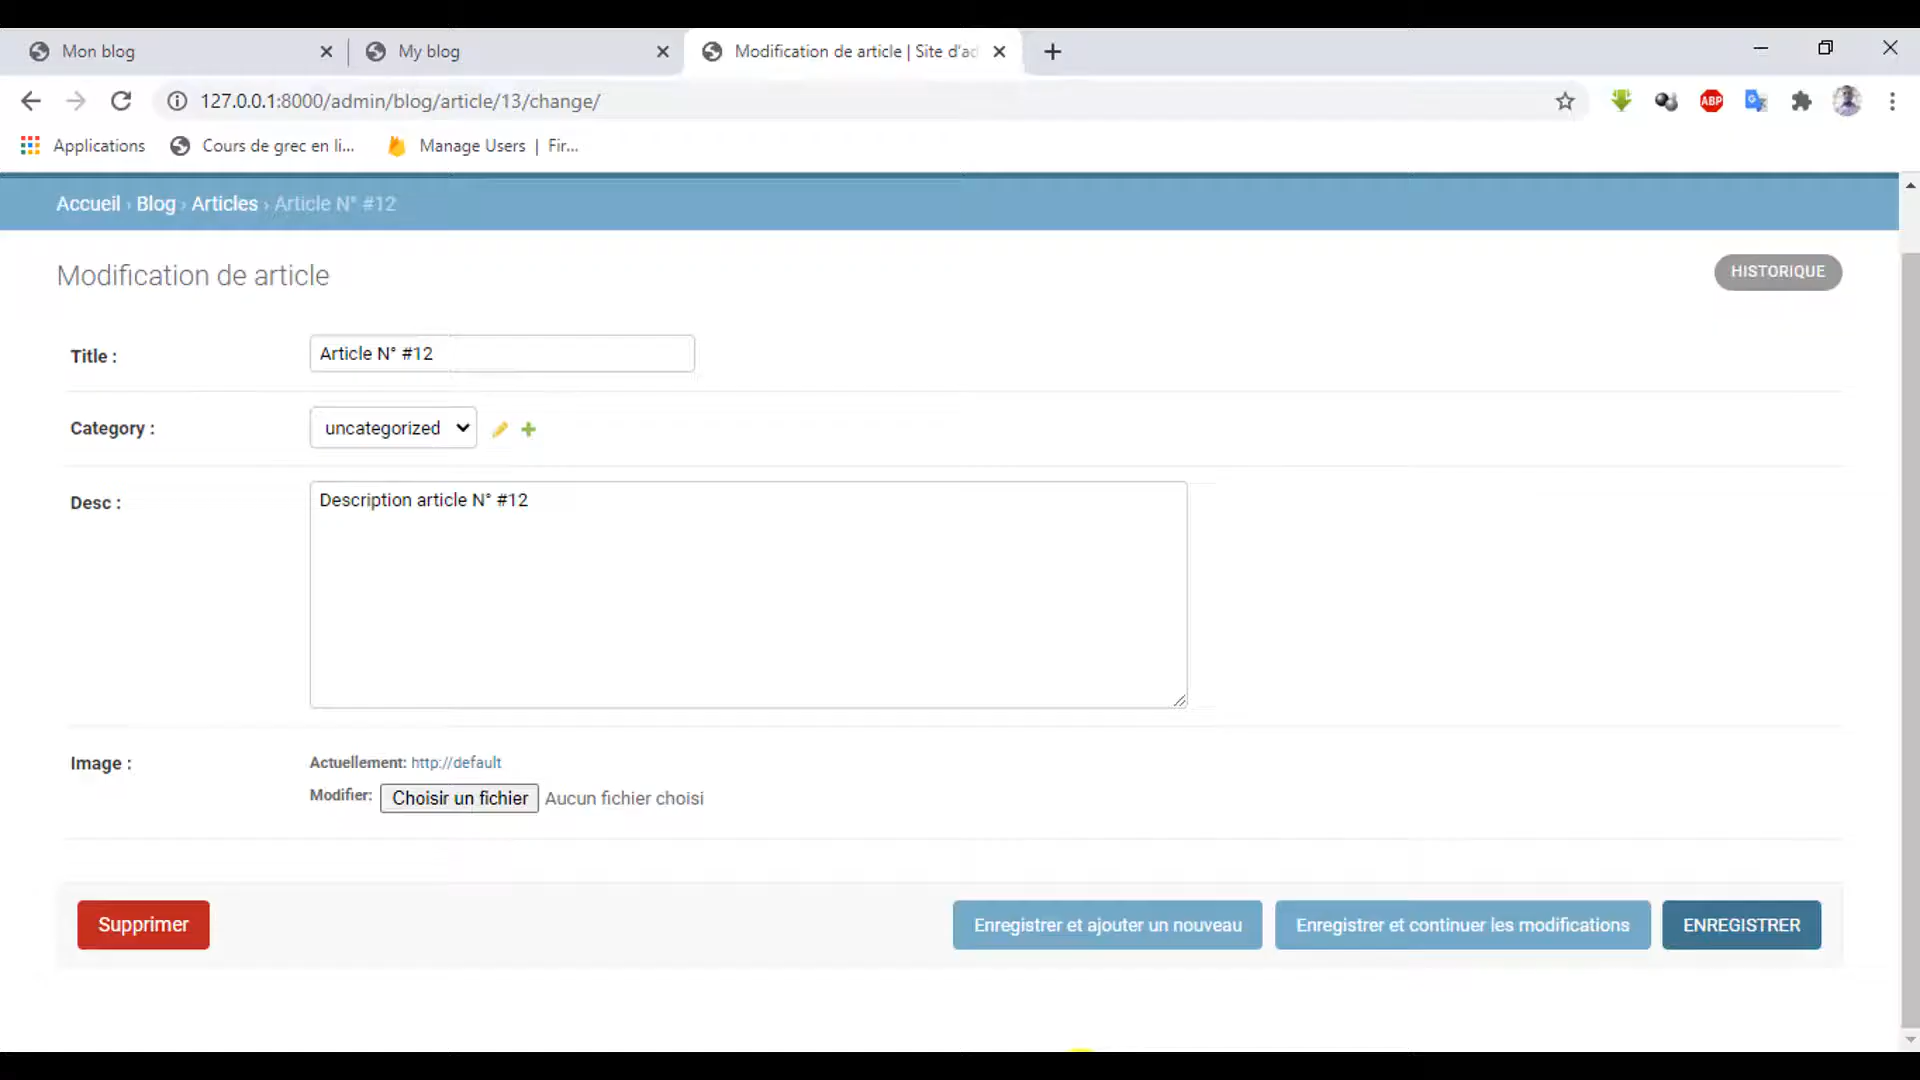 Mon blog
My blog
Modification de article | Site d'ad
127.0.0.1:8000/admin/blog/article/13/change/
ABP
Applications
Cours de grec en li...
Manage Users | Fir...
Accueil › Blog › Articles › Article N° #12
Modification de article
HISTORIQUE
Title :
Article N° #12
Category :
uncategorized
Desc :
Description article N° #12
Image :
Actuellement: http://default
Modifier: Choisir un fichier Aucun fichier choisi
Supprimer
Enregistrer et ajouter un nouveau
Enregistrer et continuer les modifications
ENREGISTRER